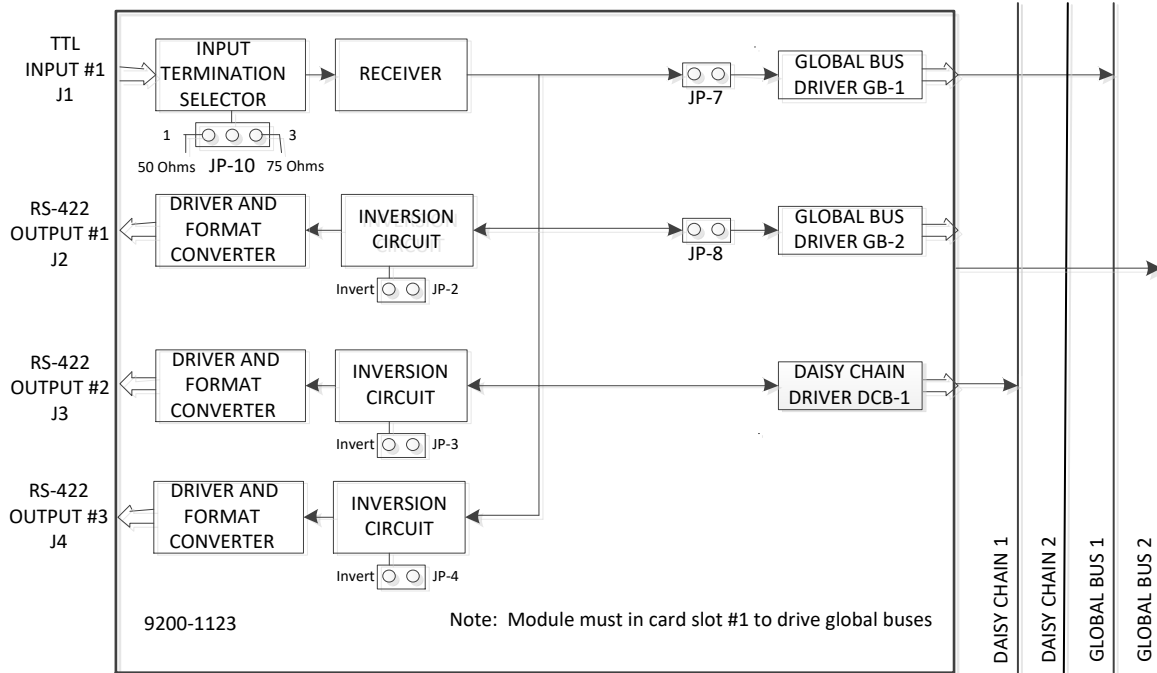 TTL
INPUT #1
J1
INPUT
TERMINATION
SELECTOR
RECEIVER
JP-7
GLOBAL BUS
DRIVER GB-1
1
3
50 Ohms
JP-10
75 Ohms
RS-422
OUTPUT #1
J2
DRIVER AND
FORMAT
CONVERTER
INVERSION
CIRCUIT
Invert
JP-2
JP-8
GLOBAL BUS
DRIVER GB-2
RS-422
OUTPUT #2
J3
DRIVER AND
FORMAT
CONVERTER
INVERSION
CIRCUIT
Invert
JP-3
DAISY CHAIN
DRIVER DCB-1
RS-422
OUTPUT #3
J4
DRIVER AND
FORMAT
CONVERTER
INVERSION
CIRCUIT
Invert
JP-4
9200-1123
Note: Module must in card slot #1 to drive global buses
DAISY CHAIN 1
DAISY CHAIN 2
GLOBAL BUS 1
GLOBAL BUS 2